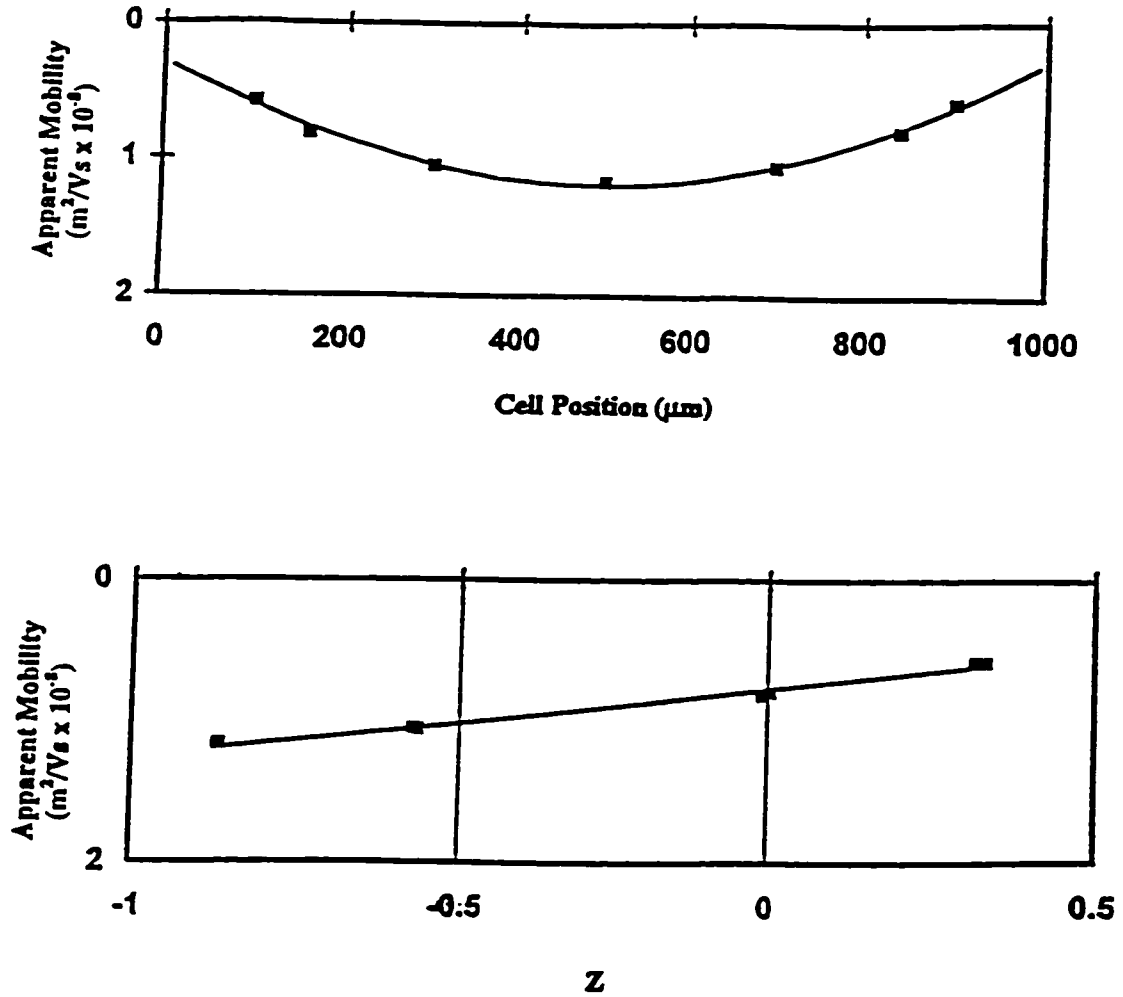 0
1
2
Apparent Mobility
(m²/Vs x 10⁻⁸)
0 200 400 600 800 1000
Cell Position (μm)
0
2
Apparent Mobility
(m²/Vs x 10⁻⁸)
-1 -0.5 0 0.5
Z